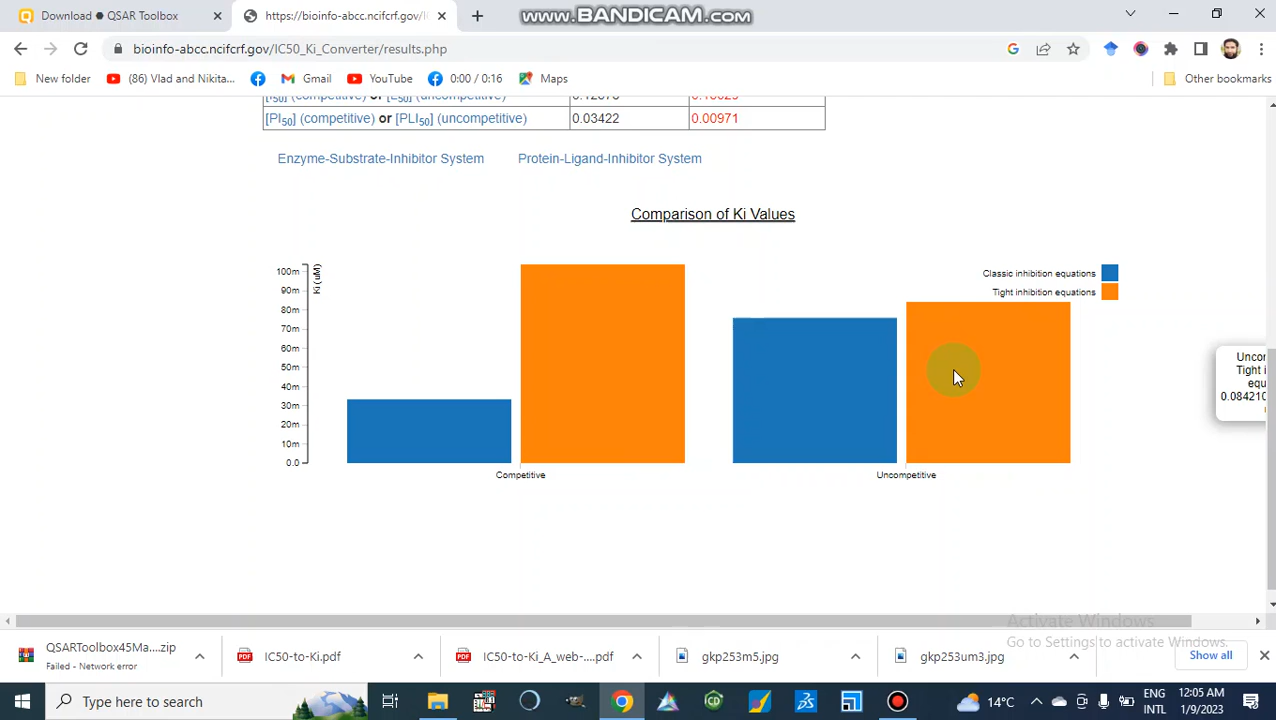 Download ● QSAR Toolbox
https://bioinfo-abcc.ncifcrf.gov/I
www.BANDICAM.com
bioinfo-abcc.ncifcrf.gov/IC50_Ki_Converter/results.php
New folder
(86) Vlad and Nikita...
Gmail
YouTube
0:00 / 0:16
Maps
Other bookmarks
[PI50] (competitive) or [PLI50] (uncompetitive) 0.03422 0.00971
Enzyme-Substrate-Inhibitor System
Protein-Ligand-Inhibitor System
Comparison of Ki Values
Ki (uM)
100m
90m
80m
70m
60m
50m
40m
30m
20m
10m
0.0
Competitive
Uncompetitive
Classic inhibition equations
Tight inhibition equations
Uncor
Tight i
equ
0.084210
Activate Windows
Go to Settings to activate Windows.
QSARToolbox45Ma....zip
Failed - Network error
IC50-to-Ki.pdf
IC50-to-Ki_A_web-....pdf
gkp253m5.jpg
gkp253um3.jpg
Show all
Type here to search
14°C
ENG
INTL
12:05 AM
1/9/2023